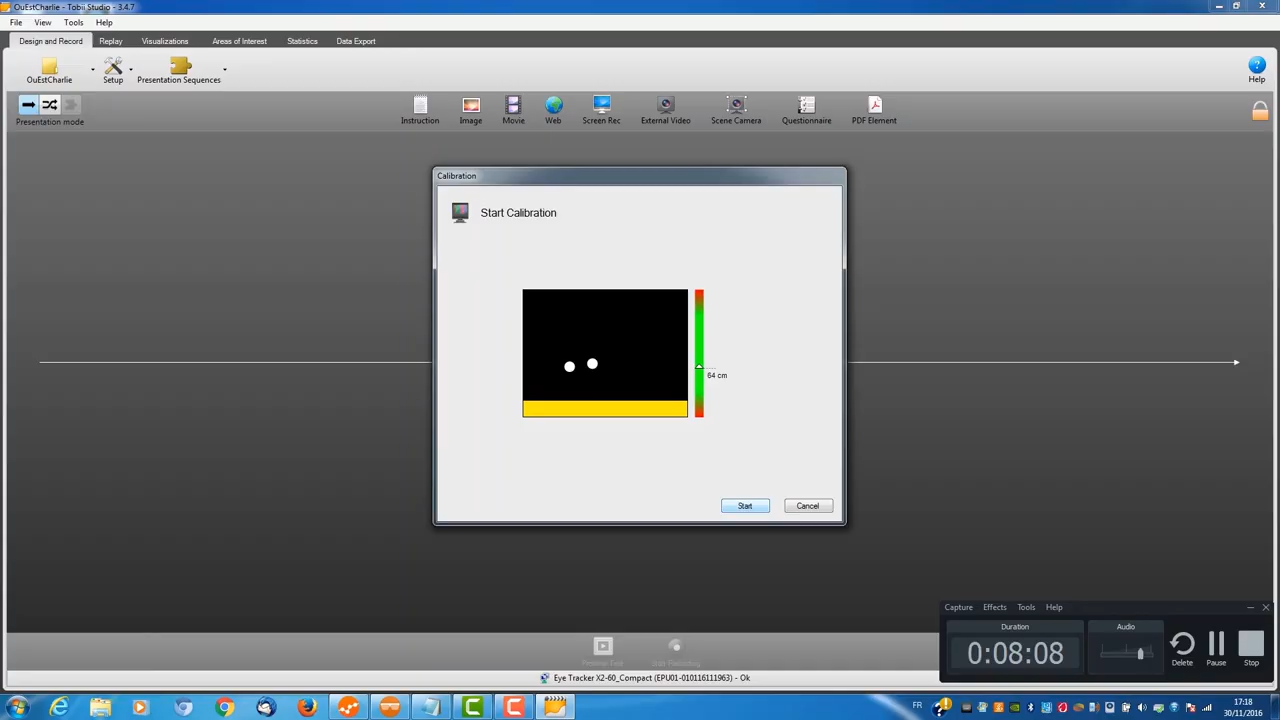 OuEstCharlie - Tobii Studio - 3.4.7
File View Tools Help
Design and Record Replay Visualizations Areas of Interest Statistics Data Export
OuEstCharlie Setup Presentation Sequences Help
Presentation mode Instruction Image Movie Web Screen Rec External Video Scene Camera Questionnaire PDF Element
Calibration
Start Calibration
64 cm
Start Cancel
Capture Effects Tools Help
Duration Audio
0:08:08
Delete Pause Stop
Start Recording
Eye Tracker X2-60_Compact (EPU01-010116111963) - Ok
FR
17:18
30/11/2016